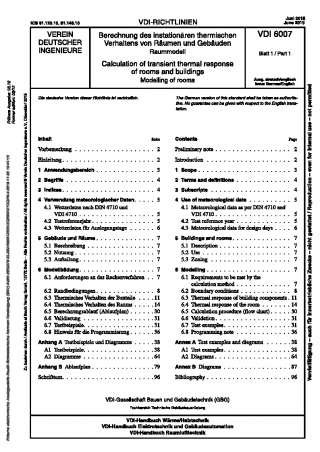 ICS 91.120.10, 91.140.10
VDI-RICHTLINIEN
Juni 2015
June 2015
VEREIN
DEUTSCHER
INGENIEURE
Berechnung des instationären thermischen
Verhaltens von Räumen und Gebäuden
Raummodell
Calculation of transient thermal response
of rooms and buildings
Modelling of rooms
VDI 6007
Blatt 1 / Part 1
Ausg. deutsch/englisch
Issue German/English
Die deutsche Version dieser Richtlinie ist verbindlich.
The German version of this standard shall be taken as authorita-
tive. No guarantee can be given with respect to the English trans-
lation.
Inhalt Seite
Vorbemerkung 2
Einleitung 2
1 Anwendungsbereich 3
2 Begriffe 4
3 Indizes 4
4 Verwendung meteorologischer Daten 5
4.1 Wetterdaten nach DIN 4710 und
VDI 4710 5
4.2 Testreferenzjahr 5
4.3 Wetterdaten für Auslegungstage 6
5 Gebäude und Räume 7
5.1 Beschreibung 7
5.2 Nutzung 7
5.3 Aufteilung 7
6 Modellbildung 7
6.1 Anforderungen an das Rechenverfahren 7
6.2 Randbedingungen 8
6.3 Thermisches Verhalten der Bauteile 11
6.4 Thermisches Verhalten des Raums 14
6.5 Berechnungsablauf (Ablaufplan) 30
6.6 Validierung 31
6.7 Testbeispiele 31
6.8 Hinweis für die Programmierung 36
Anhang A Testbeispiele und Diagramme 38
A1 Testbeispiele 38
A2 Diagramme 64
Anhang B Ablaufplan 79
Schrifttum 96
Contents Page
Preliminary note 2
Introduction 2
1 Scope 3
2 Terms and definitions 4
3 Subscripts 4
4 Use of meteorological data 5
4.1 Meteorological data as per DIN 4710 and
VDI 4710 5
4.2 Test reference year 5
4.3 Meteorological data for design days 6
5 Buildings and rooms 7
5.1 Description 7
5.2 Use 7
5.3 Zoning 7
6 Modelling 7
6.1 Requirements to be met by the
calculation method 7
6.2 Boundary conditions 8
6.3 Thermal response of building components 11
6.4 Thermal response of the room 14
6.5 Calculation procedure (flow chart) 30
6.6 Validation 31
6.7 Test examples 31
6.8 Programming note 36
Annex A Test examples and diagrams 38
A1 Test examples 38
A2 Diagrams 64
Annex B Diagrams 87
Bibliography 96
VDI-Gesellschaft Bauen und Gebäudetechnik (GBG)
Fachbereich Technische Gebäudeausrüstung
VDI-Handbuch Wärme-/Heiztechnik
VDI-Handbuch Elektrotechnik und Gebäudeautomation
VDI-Handbuch Raumlufttechnik
Vervielfältigung – auch für innerbetriebliche Zwecke – nicht gestattet / Reproduction – even for internal use – not permitted